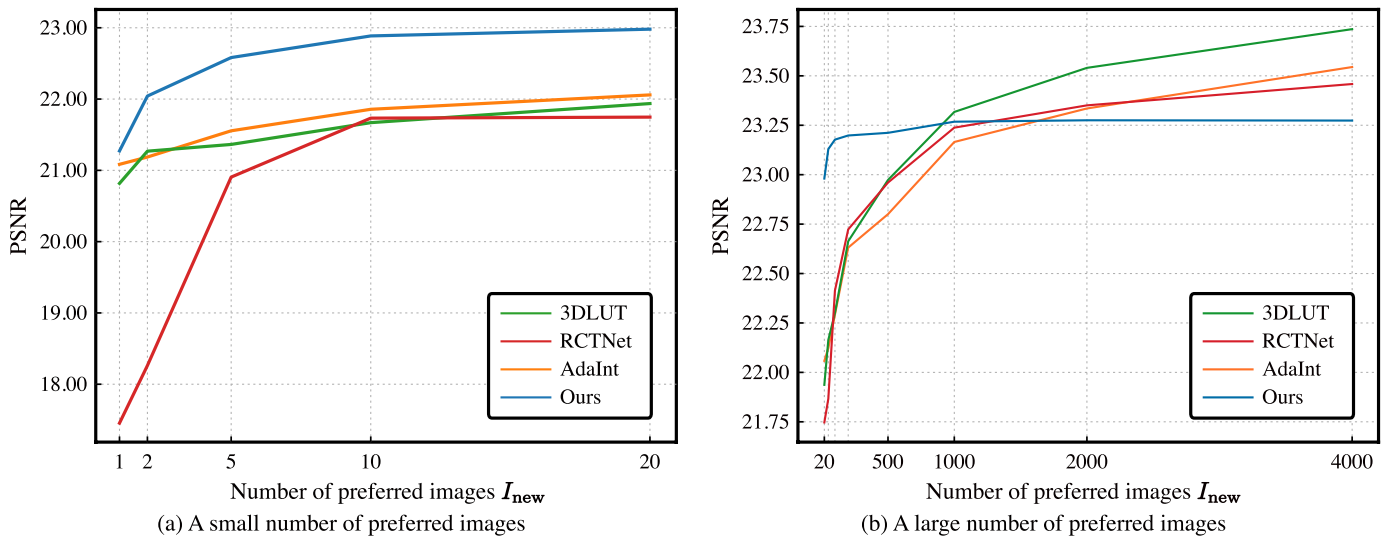 23.00
22.00
21.00
20.00
19.00
18.00
PSNR
3DLUT
RCTNet
AdaInt
Ours
1 2 5 10 20
Number of preferred images I_new
(a) A small number of preferred images
23.75
23.50
23.25
23.00
22.75
22.50
22.25
22.00
21.75
PSNR
3DLUT
RCTNet
AdaInt
Ours
20 500 1000 2000 4000
Number of preferred images I_new
(b) A large number of preferred images